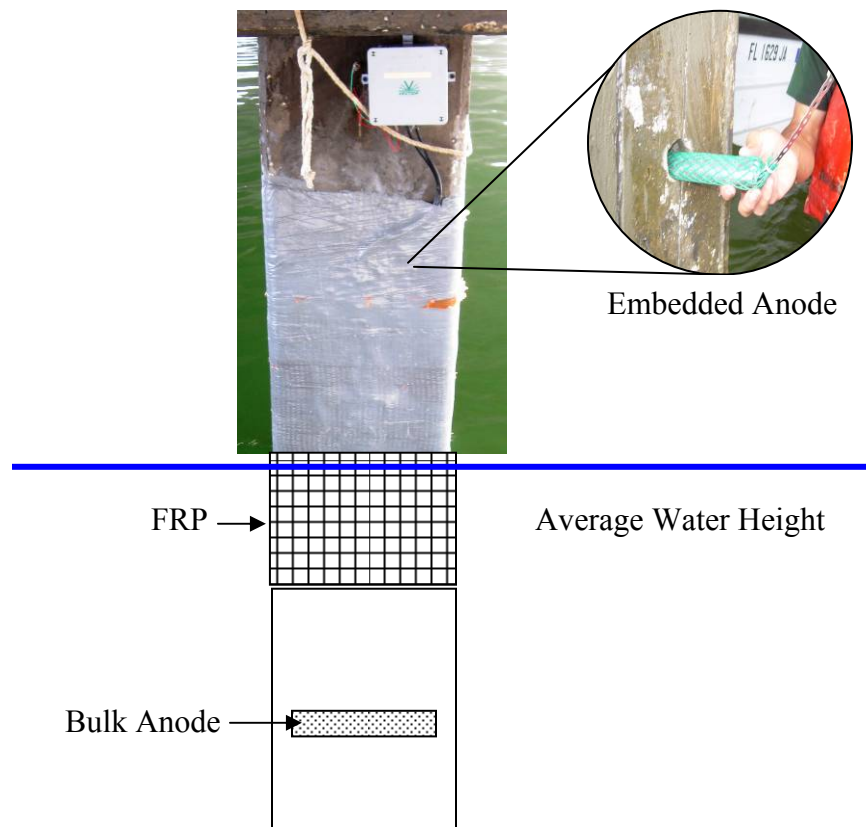 FL 1629 JA
Embedded Anode
FRP
Average Water Height
Bulk Anode